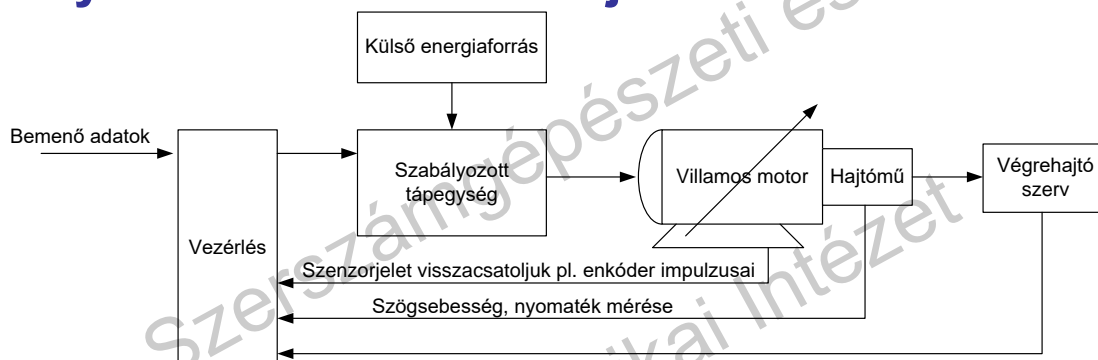 Külső energiaforrás
Bemenő adatok
Szabályozott
tápegység
Villamos motor
Hajtómű
Végrehajtó
szerv
Vezérlés
Szenzorjelet visszacsatoljuk pl. enkóder impulzusai
Szögsebesség, nyomaték mérése
Szerszámgépészeti és
ikai Intézet